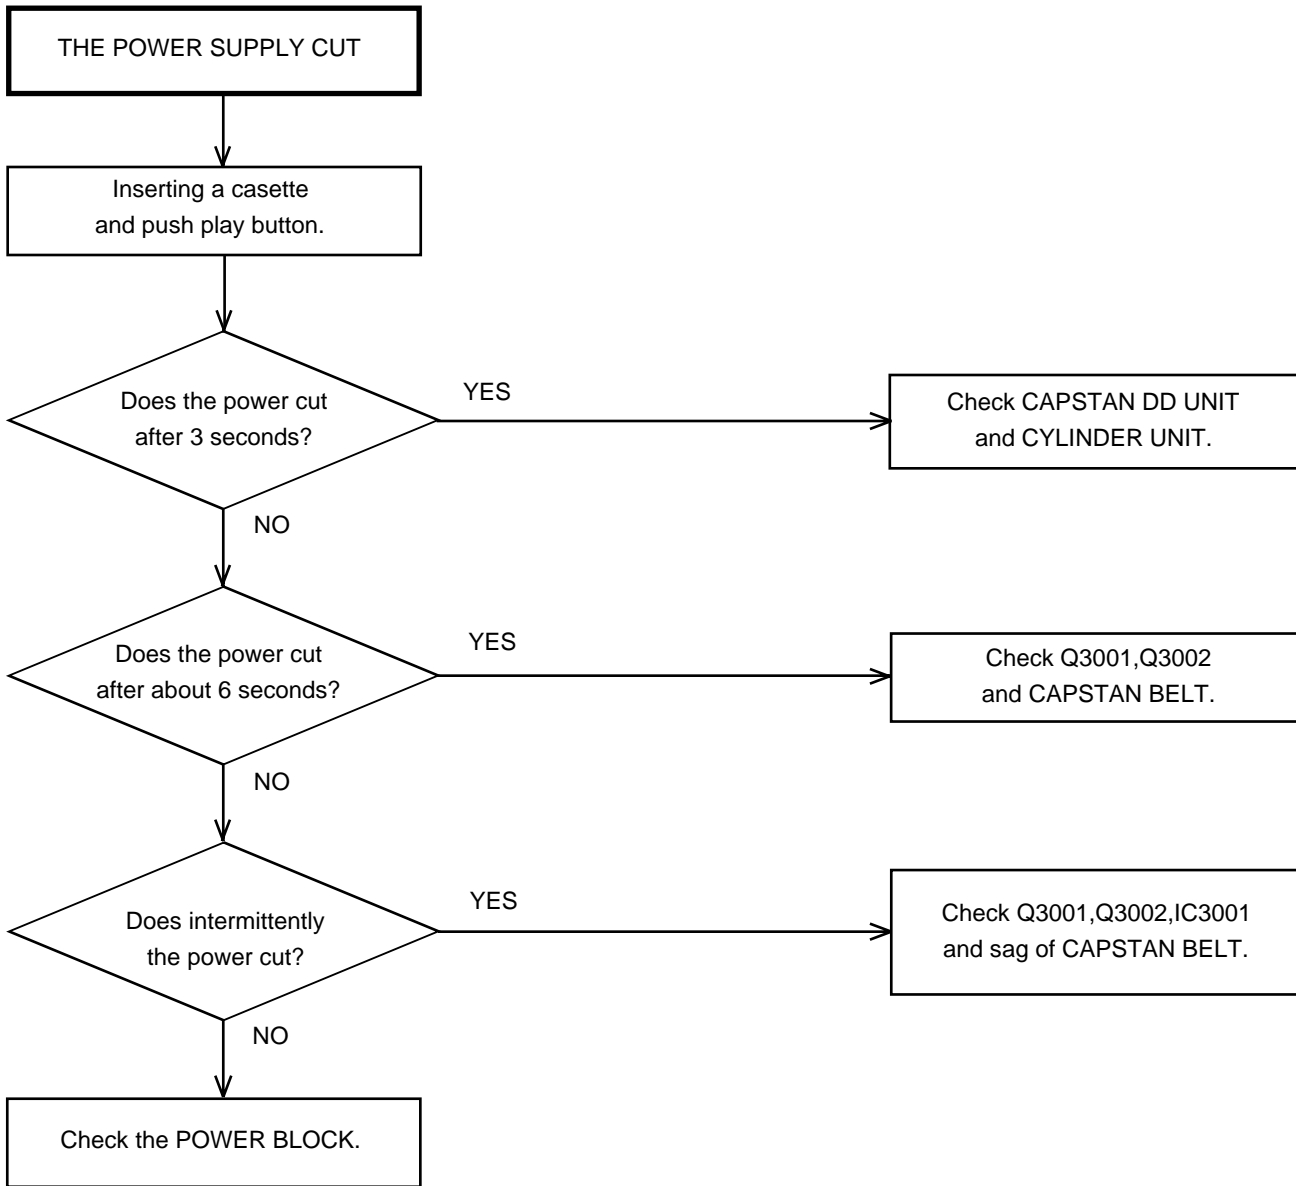 THE POWER SUPPLY CUT
Inserting a casette
and push play button.
Does the power cut
after 3 seconds?
YES
Check CAPSTAN DD UNIT
and CYLINDER UNIT.
NO
Does the power cut
after about 6 seconds?
YES
Check Q3001,Q3002
and CAPSTAN BELT.
NO
Does intermittently
the power cut?
YES
Check Q3001,Q3002,IC3001
and sag of CAPSTAN BELT.
NO
Check the POWER BLOCK.